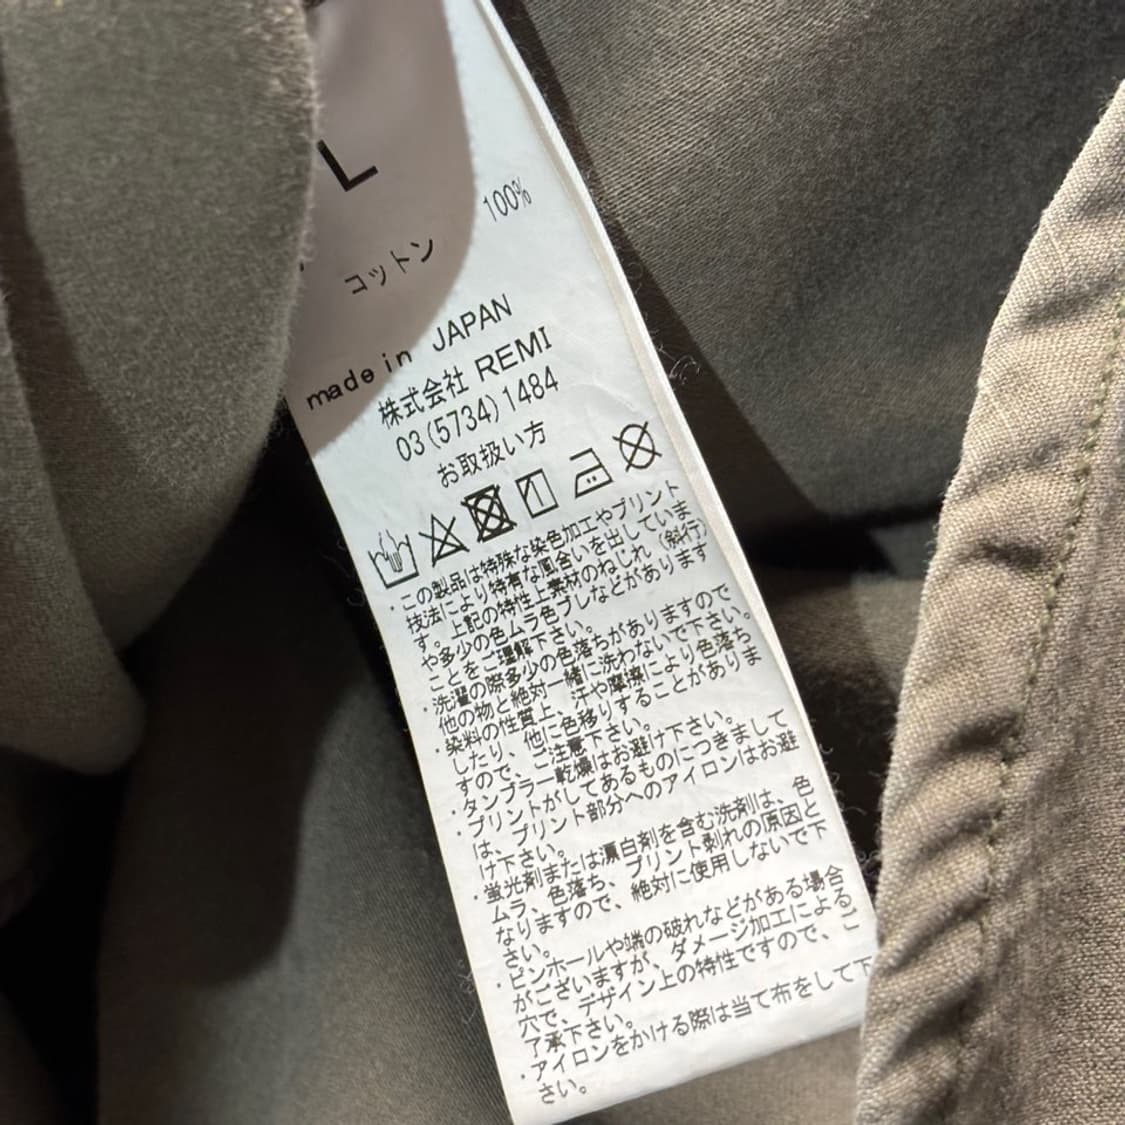 L
コットン 100%
made in JAPAN
株式会社 REMI
03(5734)1484
お取扱い方
・この製品は特殊な染色加工やプリント
技法により特有な風合いを出していま
す。上記の特性上素材のねじれ（斜行）
や多少の色ムラ色ブレなどがあります
ことをご理解下さい。
・洗濯の際多少の色落ちがありますので
他の物と絶対一緒に洗わないで下さい。
・染料の性質上、汗や摩擦により色落ち
したり、他に色移りすることがありま
すので、ご注意下さい。
・タンブラー乾燥はお避け下さい。
・プリントがしてあるものにつきまして
は、プリント部分へのアイロンはお避
け下さい。
・蛍光剤または漂白剤を含む洗剤は、色
ムラ、色落ち、プリント剥れの原因と
なりますので、絶対に使用しないで下
さい。
・ピンホールや端の破れなどがある場合
がございますが、ダメージ加工によるこ
穴で、デザイン上の特性ですので、ご
了承下さい。
・アイロンをかける際は当て布をして下
さい。